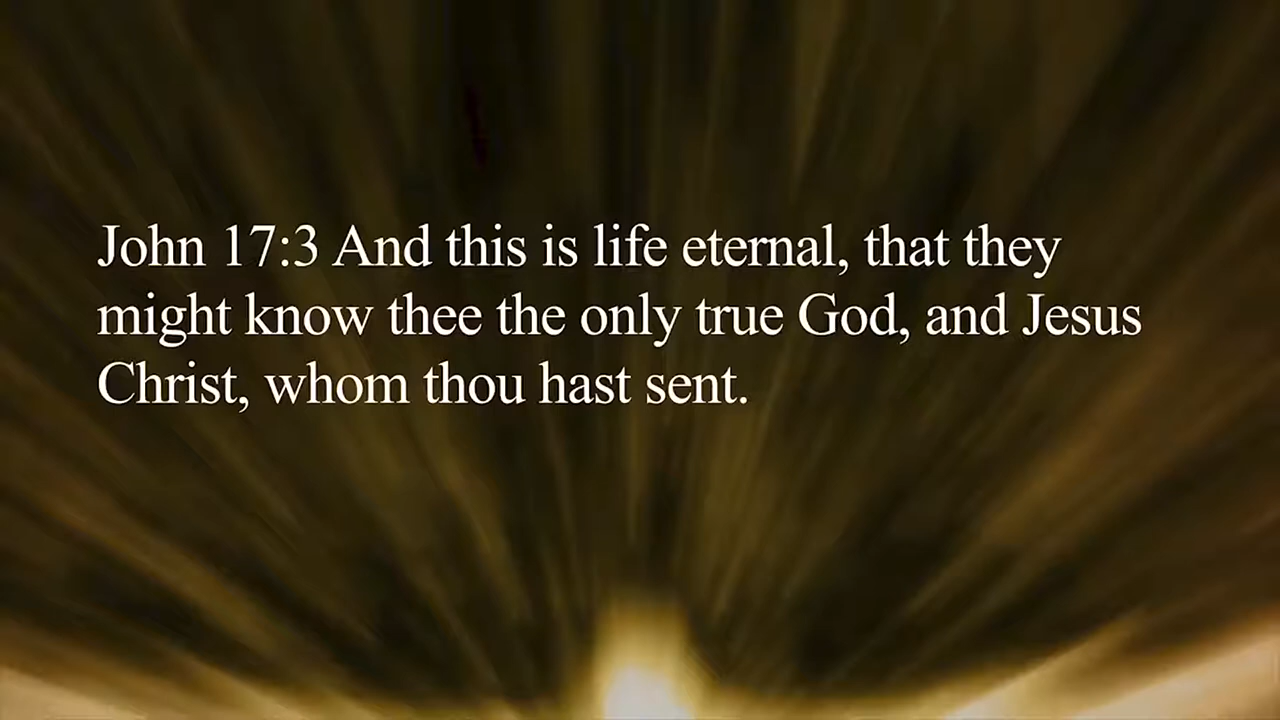 John 17:3 And this is life eternal, that they
might know thee the only true God, and Jesus
Christ, whom thou hast sent.